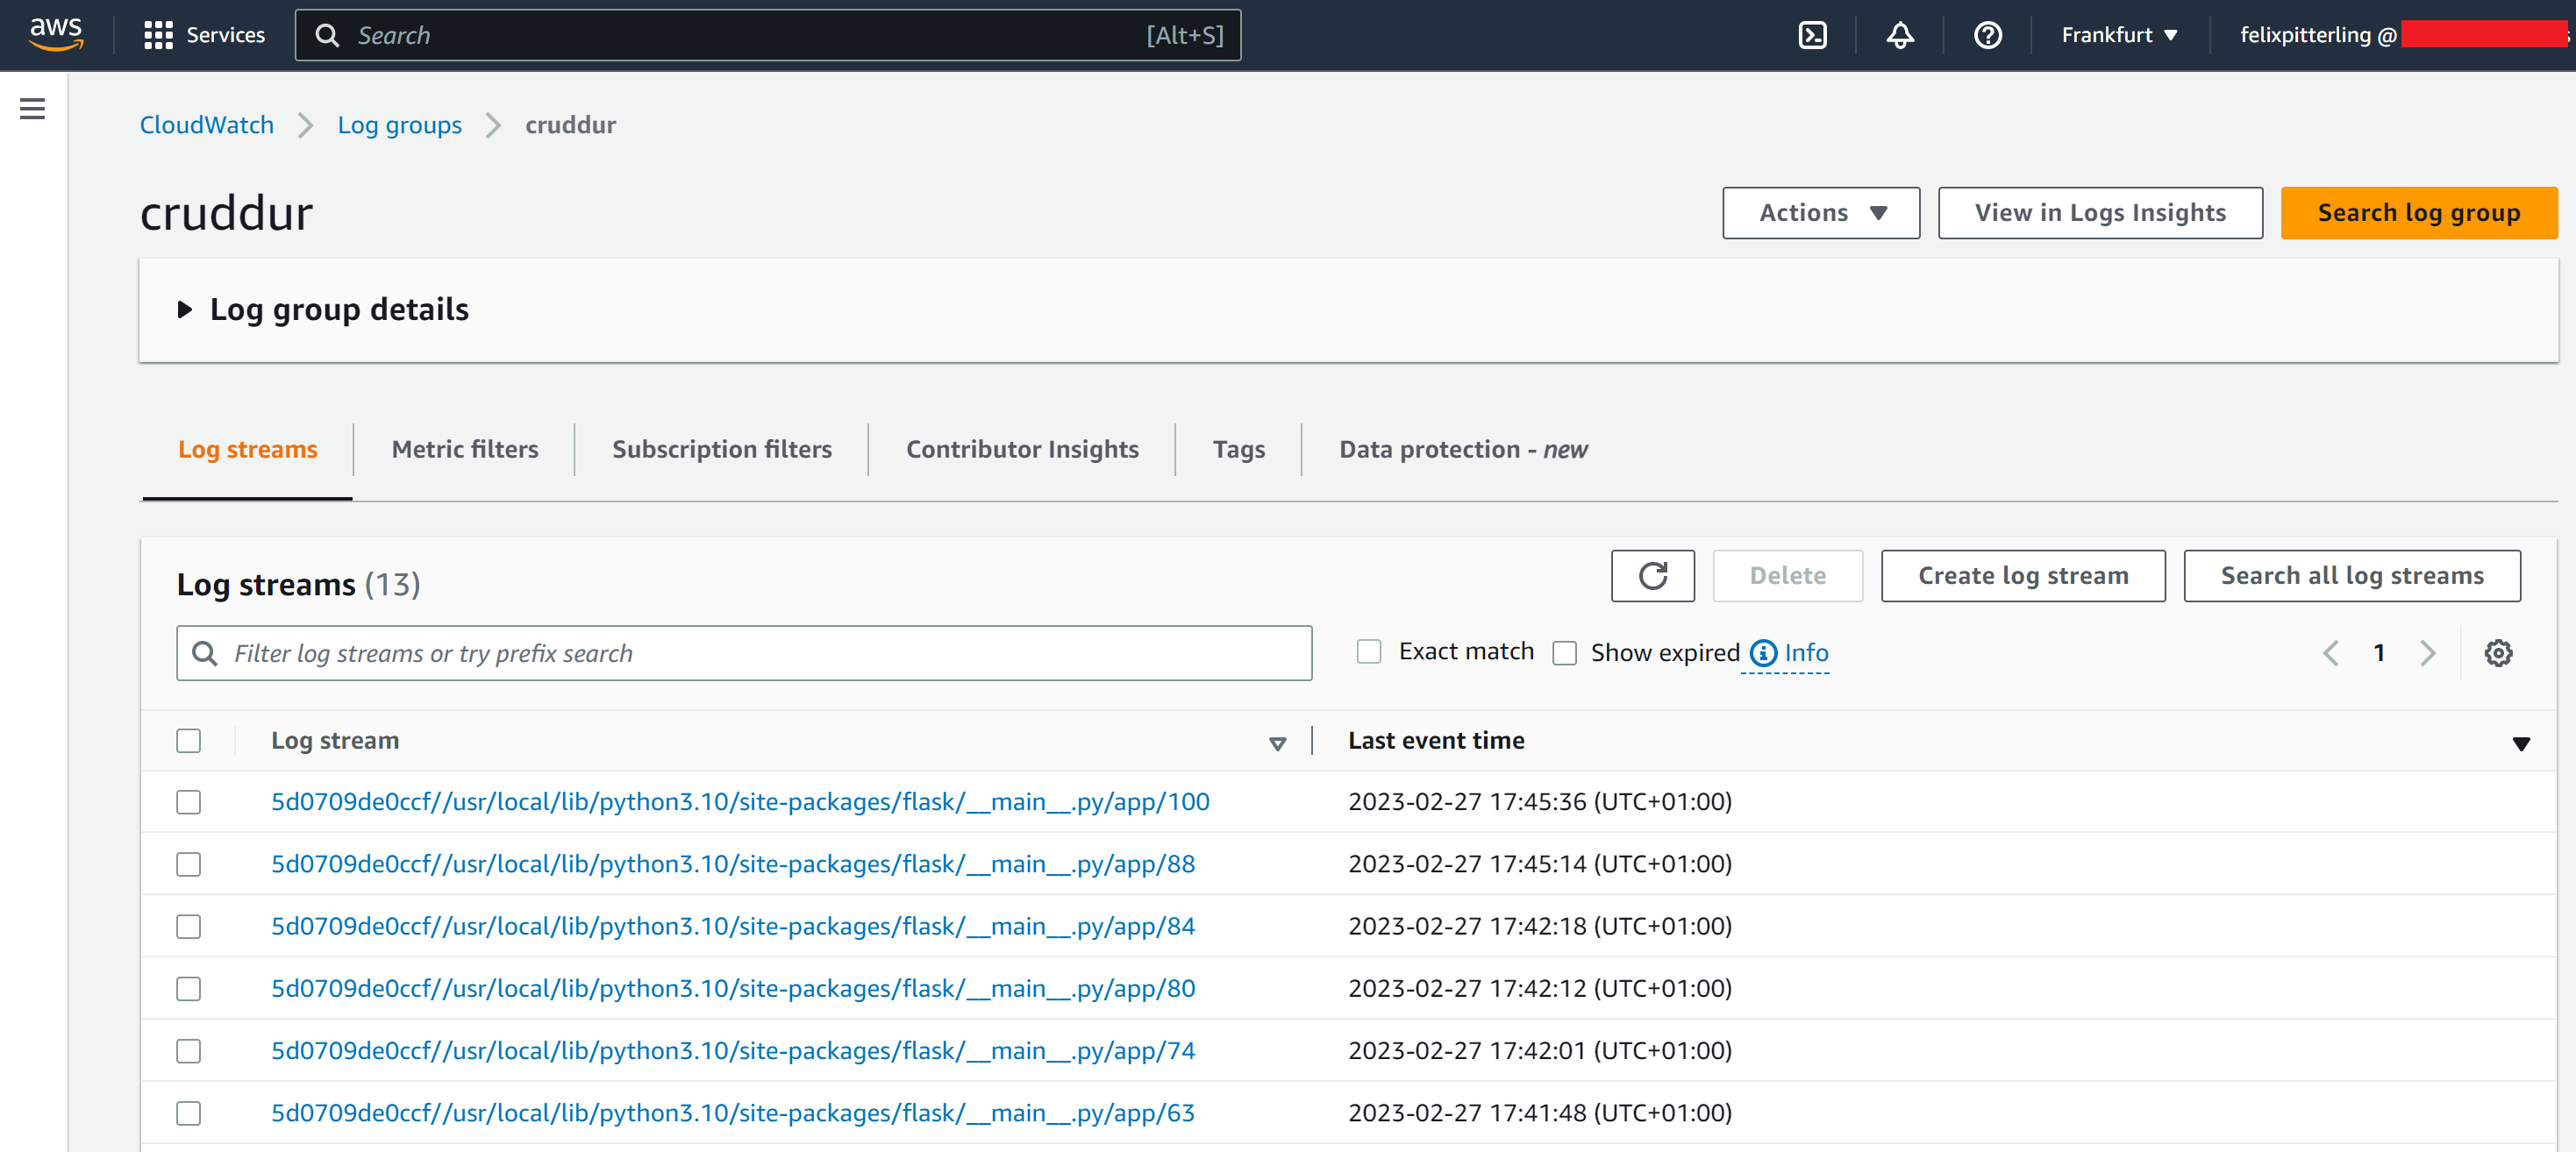 aws Services Search [Alt+S] Frankfurt felixpitterling @
CloudWatch Log groups cruddur
cruddur Actions View in Logs Insights Search log group
Log group details
Log streams Metric filters Subscription filters Contributor Insights Tags Data protection - new
Log streams (13) Delete Create log stream Search all log streams
Filter log streams or try prefix search Exact match Show expired Info 1
Log stream Last event time
5d0709de0ccf//usr/local/lib/python3.10/site-packages/flask/__main__.py/app/100 2023-02-27 17:45:36 (UTC+01:00)
5d0709de0ccf//usr/local/lib/python3.10/site-packages/flask/__main__.py/app/88 2023-02-27 17:45:14 (UTC+01:00)
5d0709de0ccf//usr/local/lib/python3.10/site-packages/flask/__main__.py/app/84 2023-02-27 17:42:18 (UTC+01:00)
5d0709de0ccf//usr/local/lib/python3.10/site-packages/flask/__main__.py/app/80 2023-02-27 17:42:12 (UTC+01:00)
5d0709de0ccf//usr/local/lib/python3.10/site-packages/flask/__main__.py/app/74 2023-02-27 17:42:01 (UTC+01:00)
5d0709de0ccf//usr/local/lib/python3.10/site-packages/flask/__main__.py/app/63 2023-02-27 17:41:48 (UTC+01:00)